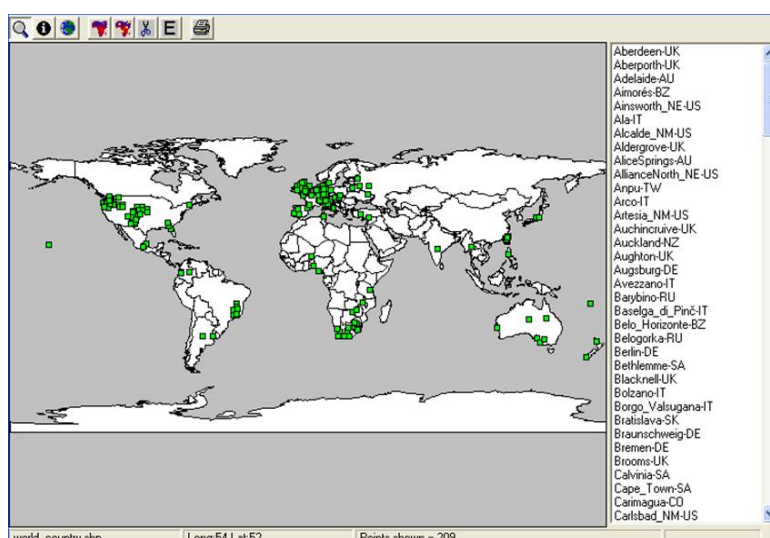 E
Aberdeen-UK
Aberporth-UK
Adelaide-AU
Aimorés-BZ
Ainsworth_NE-US
Ala-IT
Alcalde_NM-US
Aldergrove-UK
AliceSprings-AU
AllianceNorth_NE-US
Anpu-TW
Arco-IT
Artesia_NM-US
Auchincruive-UK
Auckland-NZ
Aughton-UK
Augsburg-DE
Avezzano-IT
Barybino-RU
Baselga_di_Pinč-IT
Belo_Horizonte-BZ
Belogorka-RU
Berlin-DE
Bethlemme-SA
Blacknell-UK
Bolzano-IT
Borgo_Valsugana-IT
Bratislava-SK
Braunschweig-DE
Bremen-DE
Brooms-UK
Calvinia-SA
Cape_Town-SA
Carimagua-CO
Carlsbad_NM-US
world_country.shp Long:54 Lat:52 Points shown = 209